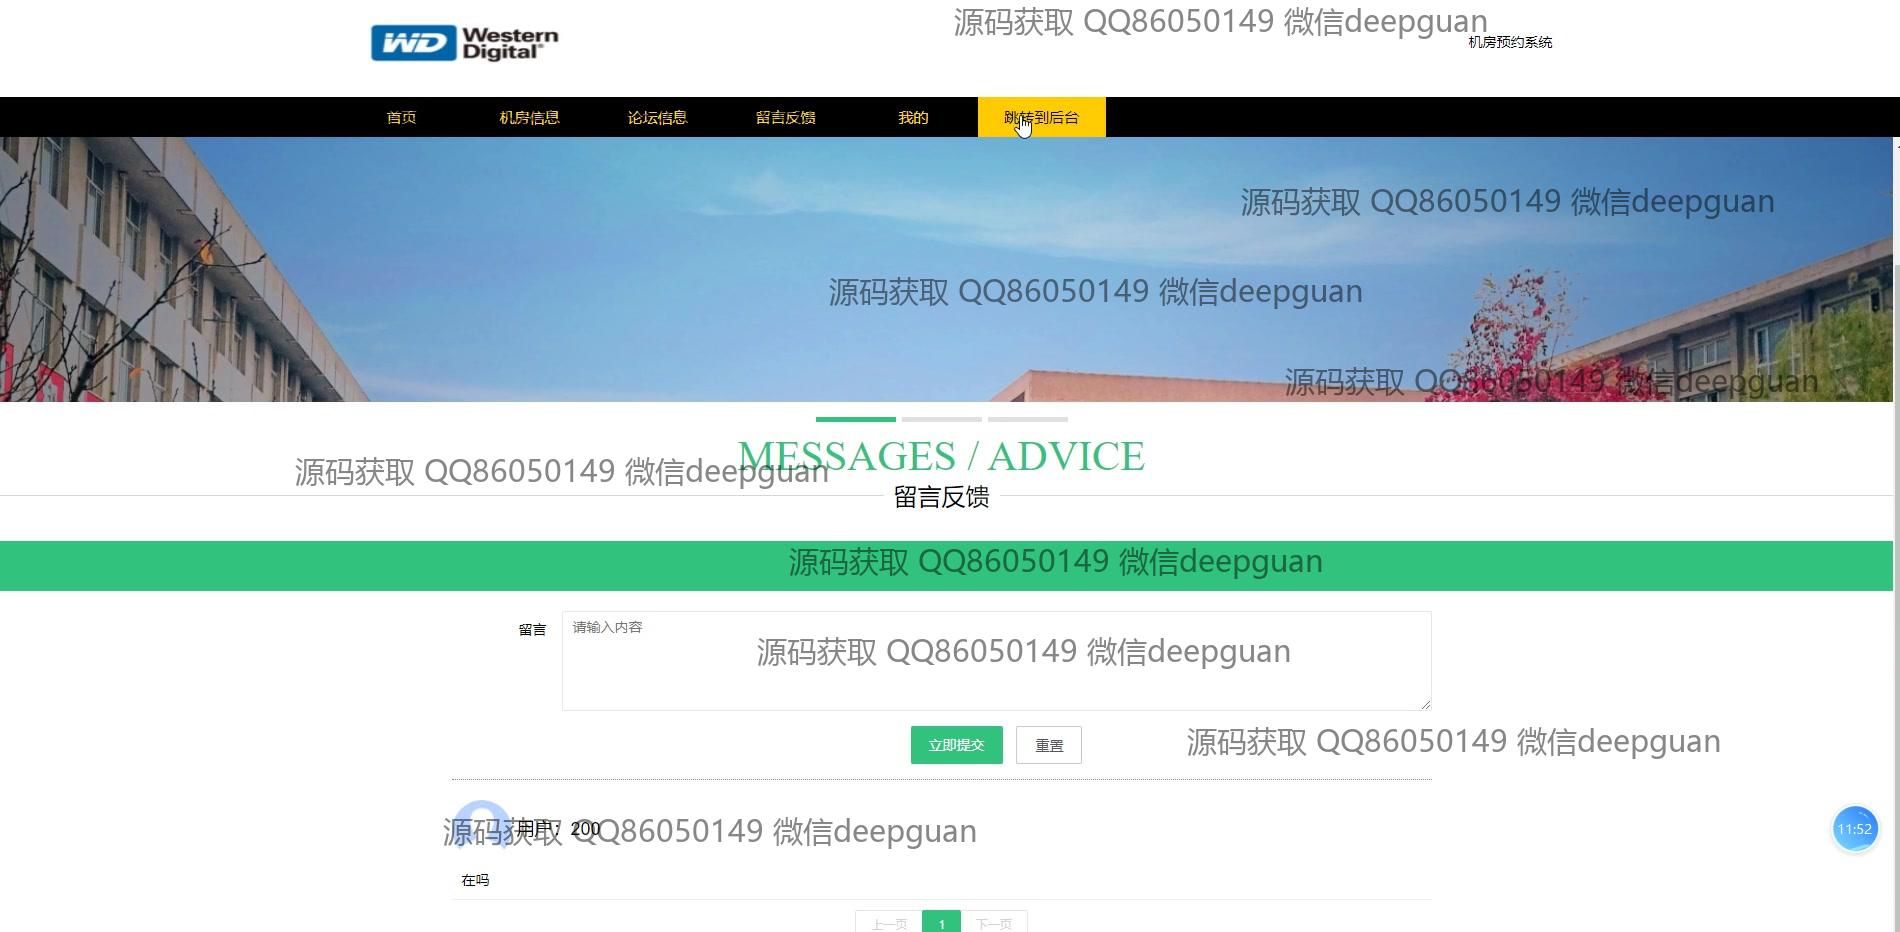 源码获取 QQ86050149 微信deepguan
WD Western Digital
机房预约系统
首页 机房信息 论坛信息 留言反馈 我的 跳转到后台
源码获取 QQ86050149 微信deepguan
源码获取 QQ86050149 微信deepguan
源码获取 QQ86050149 微信deepguan
MESSAGES / ADVICE
源码获取 QQ86050149 微信deepguan
留言反馈
源码获取 QQ86050149 微信deepguan
留言 请输入内容
源码获取 QQ86050149 微信deepguan
立即提交 重置
源码获取 QQ86050149 微信deepguan
用户：200
源码获取 QQ86050149 微信deepguan
11:52
在吗
上一页 1 下一页